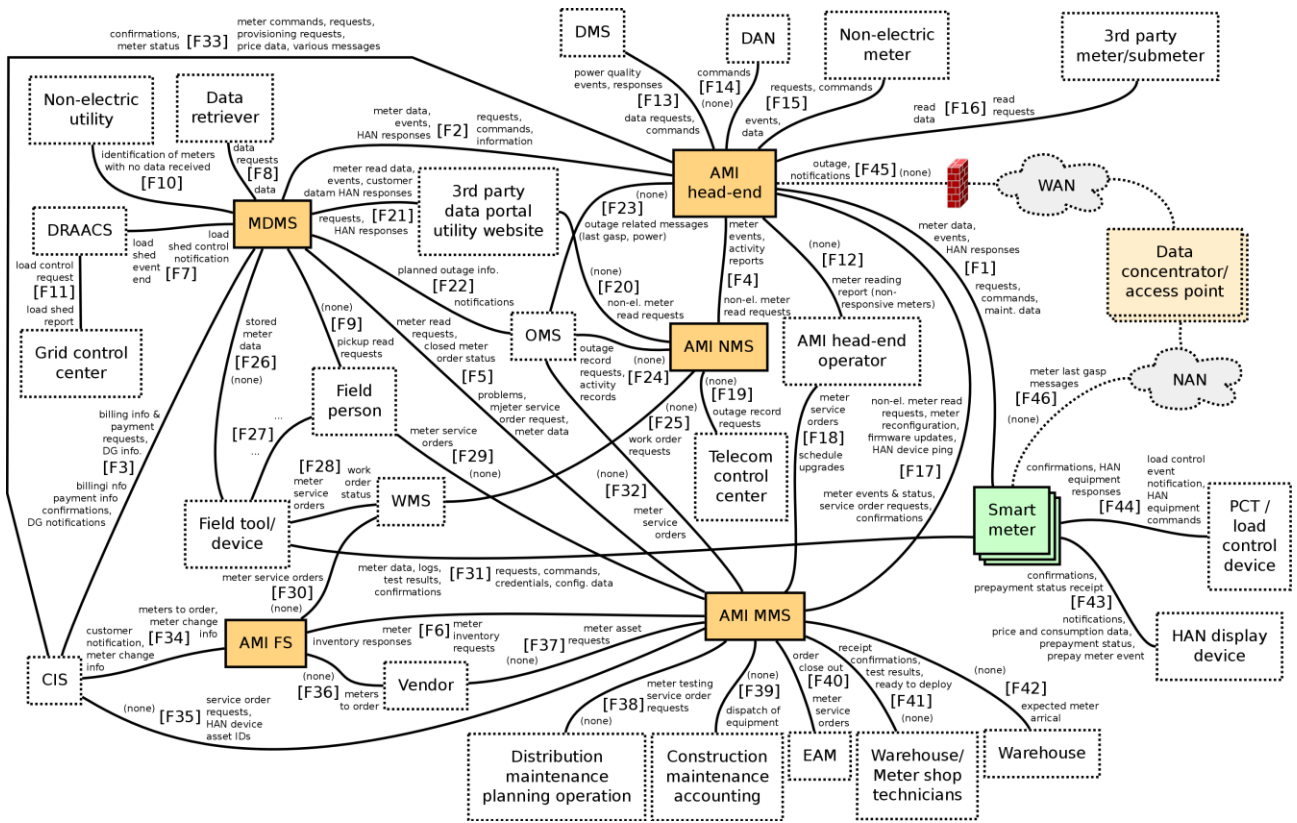 confirmations,
meter status
[F33]
meter commands, requests,
provisioning requests,
price data, various messages
DMS
DAN
Non-electric
meter
3rd party
meter/submeter
power quality
events, responses
[F13]
data requests,
commands
commands
[F14]
(none)
requests, commands
[F15]
events,
data
read
data
[F16]
read
requests
Non-electric
utility
Data
retriever
meter data,
events,
HAN responses
[F2]
requests,
commands,
information
identification of meters
with no data received
[F10]
data
requests
[F8]
data
meter read data,
events, customer
datam HAN responses
[F21]
requests,
HAN responses
3rd party
data portal
utility website
AMI
head-end
outage,
notifications
[F45]
(none)
WAN
(none)
[F23]
outage related messages
(last gasp, power)
DRAACS
MDMS
load
shed
event
end
load
shed control
notification
[F7]
load control
request
[F11]
load shed
report
Grid control
center
planned outage info.
[F22]
notifications
meter
events,
activity
reports
[F4]
non-el. meter
read requests
(none)
[F12]
meter reading
report (non-
responsive meters)
meter data,
events,
HAN responses
[F1]
requests,
commands,
maint. data
Data
concentrator/
access point
(none)
[F20]
non-el. meter
read requests
stored
meter
data
[F26]
(none)
(none)
[F9]
pickup read
requests
meter read
requests,
closed meter
order status
[F5]
problems,
mjeter service
order request,
meter data
OMS
outage
record
requests,
activity
records
(none)
[F24]
AMI NMS
AMI head-end
operator
NAN
meter last gasp
messages
[F46]
(none)
Field
person
(none)
[F19]
outage record
requests
(none)
[F25]
work order
requests
Telecom
control
center
meter
service
orders
[F18]
schedule
upgrades
non-el. meter read
requests, meter
reconfiguration,
firmware updates,
HAN device ping
[F17]
meter events & status,
service order requests,
confirmations
billing info &
payment
requests,
DG info.
[F3]
billingi nfo
payment info
confirmations,
DG notifications
...
[F27]
...
meter service
orders
[F29]
(none)
[F28]
meter
service
orders
work
order
status
WMS
(none)
[F32]
meter
service
orders
Field tool/
device
Smart
meter
confirmations, HAN
equipment
responses
[F44]
load control
event
notification,
HAN
equipment
commands
PCT /
load
control
device
meter service orders
[F30]
(none)
meter data, logs,
test results,
confirmations
[F31]
requests, commands,
credentials, config. data
confirmations,
prepayment status receipt
[F43]
notifications,
price and consumption data,
prepayment status,
prepay meter event
HAN display
device
customer
notification,
meter change
info
[F34]
meters to order,
meter change
info
AMI FS
meter
inventory responses
[F6]
meter
inventory
requests
AMI MMS
meter asset
requests
[F37]
(none)
CIS
(none)
[F36]
meters
to order
Vendor
(none)
[F35]
service order
requests,
HAN device
asset IDs
meter testing
service order
requests
[F38]
(none)
(none)
[F39]
dispatch of
equipment
order
close out
[F40]
meter
service
orders
receipt
confirmations,
test results,
ready to deploy
[F41]
(none)
(none)
[F42]
expected meter
arrical
Distribution
maintenance
planning operation
Construction
maintenance
accounting
EAM
Warehouse/
Meter shop
technicians
Warehouse